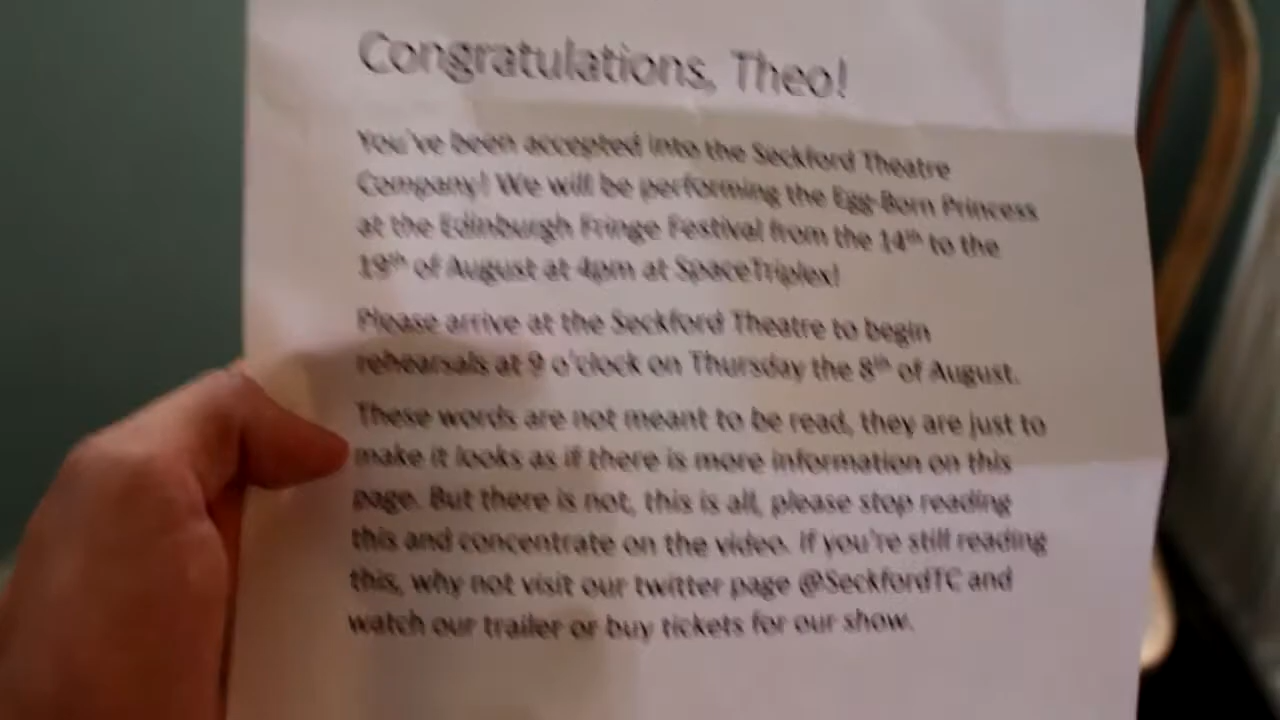 Congratulations, Theo!
You've been accepted into the Seckford Theatre
Company! We will be performing the Egg-Born Princess
at the Edinburgh Fringe Festival from the 14th to the
19th of August at 4pm at SpaceTriplex!
Please arrive at the Seckford Theatre to begin
rehearsals at 9 o'clock on Thursday the 8th of August.
These words are not meant to be read, they are just to
make it looks as if there is more information on this
page. But there is not, this is all, please stop reading
this and concentrate on the video. If you're still reading
this, why not visit our twitter page @SeckfordTC and
watch our trailer or buy tickets for our show.